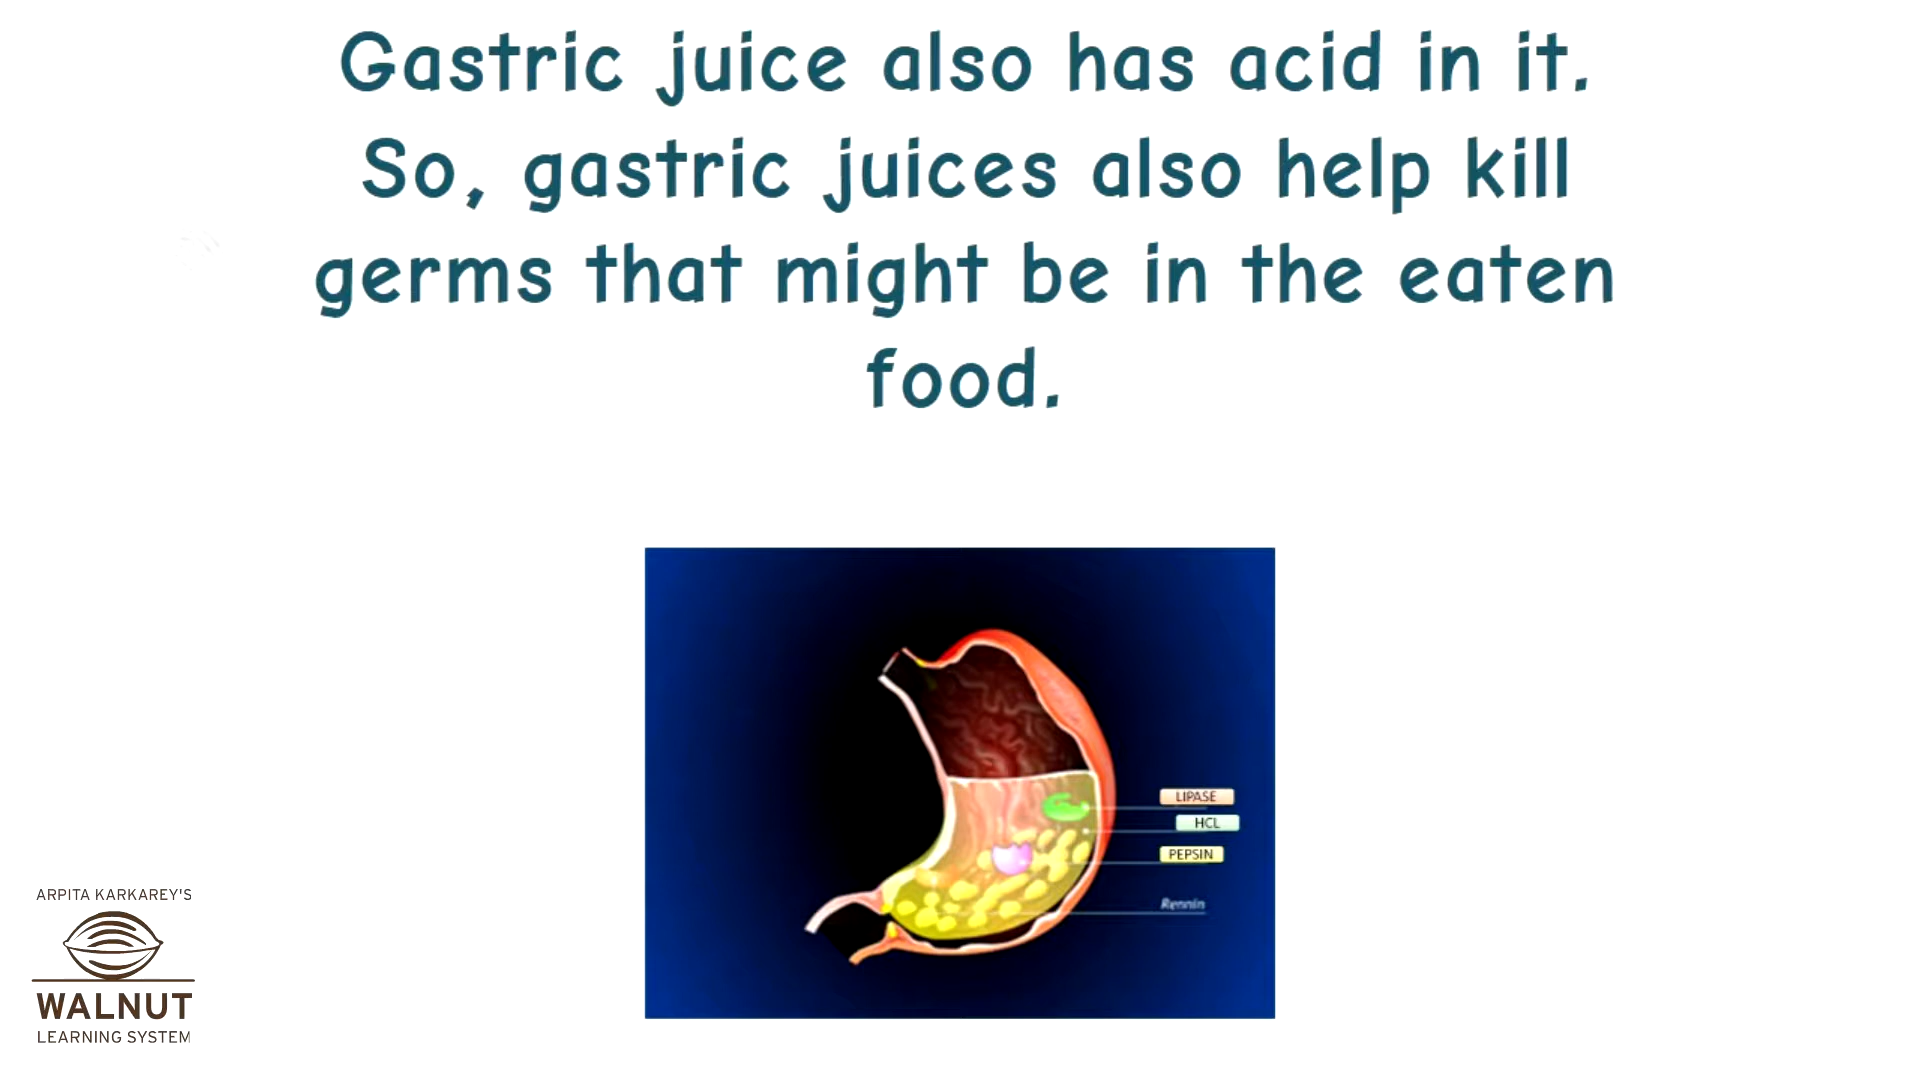 Gastric juice also has acid in it.
So, gastric juices also help kill
germs that might be in the eaten
food.
LIPASE
HCL
PEPSIN
Rennin
ARPITA KARKAREY'S
WALNUT
LEARNING SYSTEM